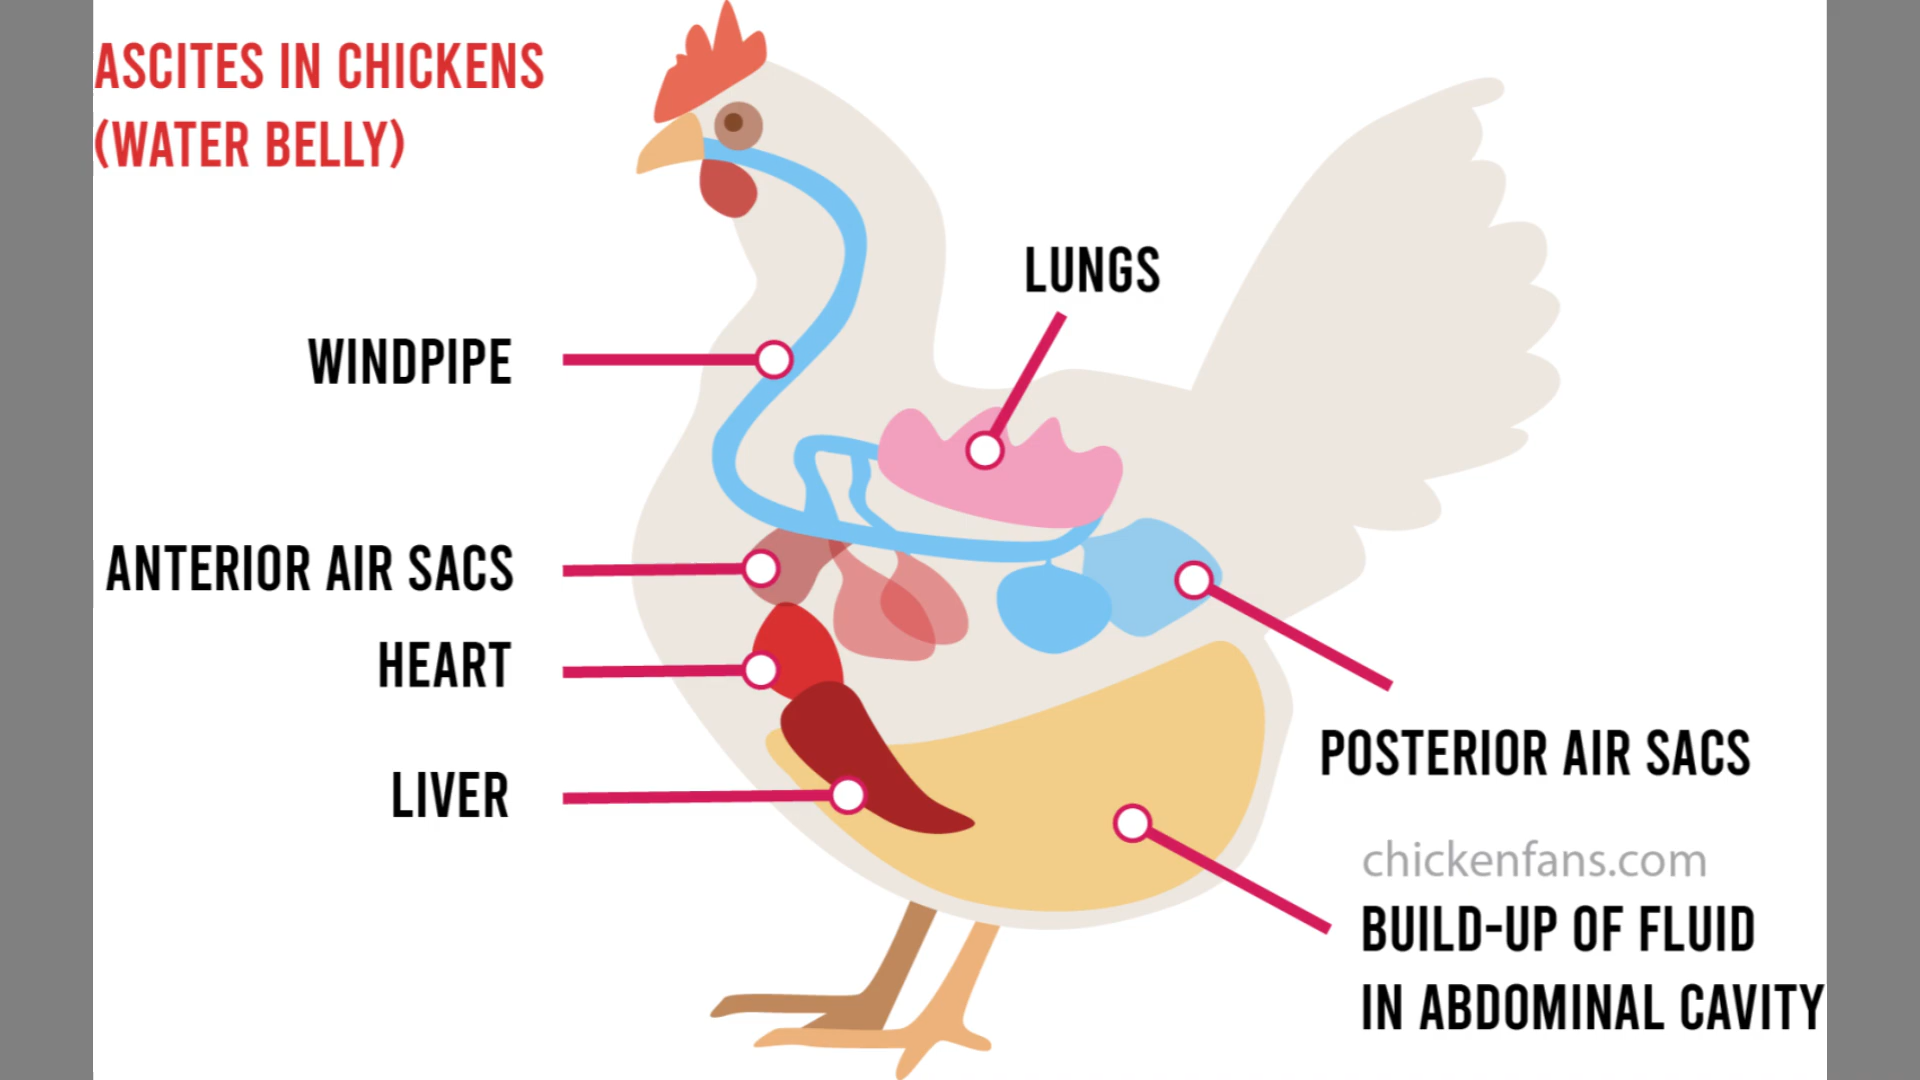 ASCITES IN CHICKENS
(WATER BELLY)
LUNGS
WINDPIPE
ANTERIOR AIR SACS
HEART
LIVER
POSTERIOR AIR SACS
chickenfans.com
BUILD-UP OF FLUID
IN ABDOMINAL CAVITY